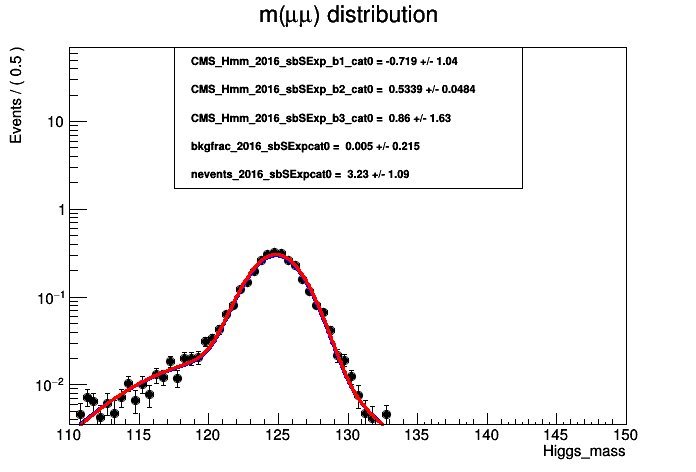 m(μμ) distribution
Events / ( 0.5 )
CMS_Hmm_2016_sbSExp_b1_cat0 = -0.719 +/- 1.04
CMS_Hmm_2016_sbSExp_b2_cat0 = 0.5339 +/- 0.0484
CMS_Hmm_2016_sbSExp_b3_cat0 = 0.86 +/- 1.63
bkgfrac_2016_sbSExpcat0 = 0.005 +/- 0.215
nevents_2016_sbSExpcat0 = 3.23 +/- 1.09
10
1
10⁻¹
10⁻²
110 115 120 125 130 135 140 145 150
Higgs_mass